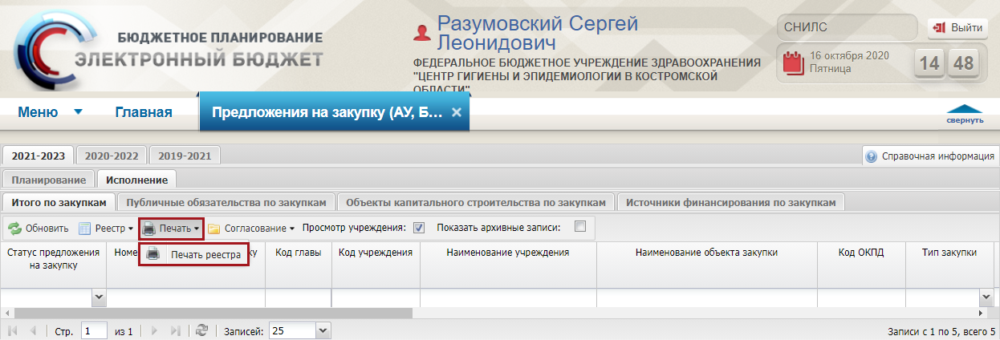 БЮДЖЕТНОЕ ПЛАНИРОВАНИЕ
ЭЛЕКТРОННЫЙ БЮДЖЕТ
Разумовский Сергей
Леонидович
ФЕДЕРАЛЬНОЕ БЮДЖЕТНОЕ УЧРЕЖДЕНИЕ ЗДРАВООХРАНЕНИЯ
"ЦЕНТР ГИГИЕНЫ И ЭПИДЕМИОЛОГИИ В КОСТРОМСКОЙ
ОБЛАСТИ"
СНИЛС
Выйти
16 октября 2020
Пятница
14 48
Меню Главная Предложения на закупку (АУ, Б...
свернуть
2021-2023 2020-2022 2019-2021 Справочная информация
Планирование Исполнение
Итого по закупкам Публичные обязательства по закупкам Объекты капитального строительства по закупкам Источники финансирования по закупкам
Обновить Реестр Печать Согласование Просмотр учреждения: Показать архивные записи:
Печать реестра
Статус предложения
на закупку
Номе
ку
Код главы Код учреждения Наименование учреждения Наименование объекта закупки Код ОКПД Тип закупки
Стр. 1 из 1 Записей: 25 Записи с 1 по 5, всего 5